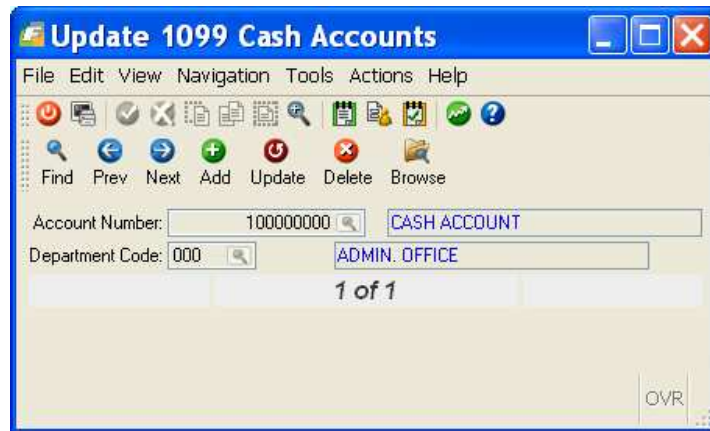 Update 1099 Cash Accounts
File Edit View Navigation Tools Actions Help
Find Prev Next Add Update Delete Browse
Account Number: 100000000 CASH ACCOUNT
Department Code: 000 ADMIN. OFFICE
1 of 1
OVR